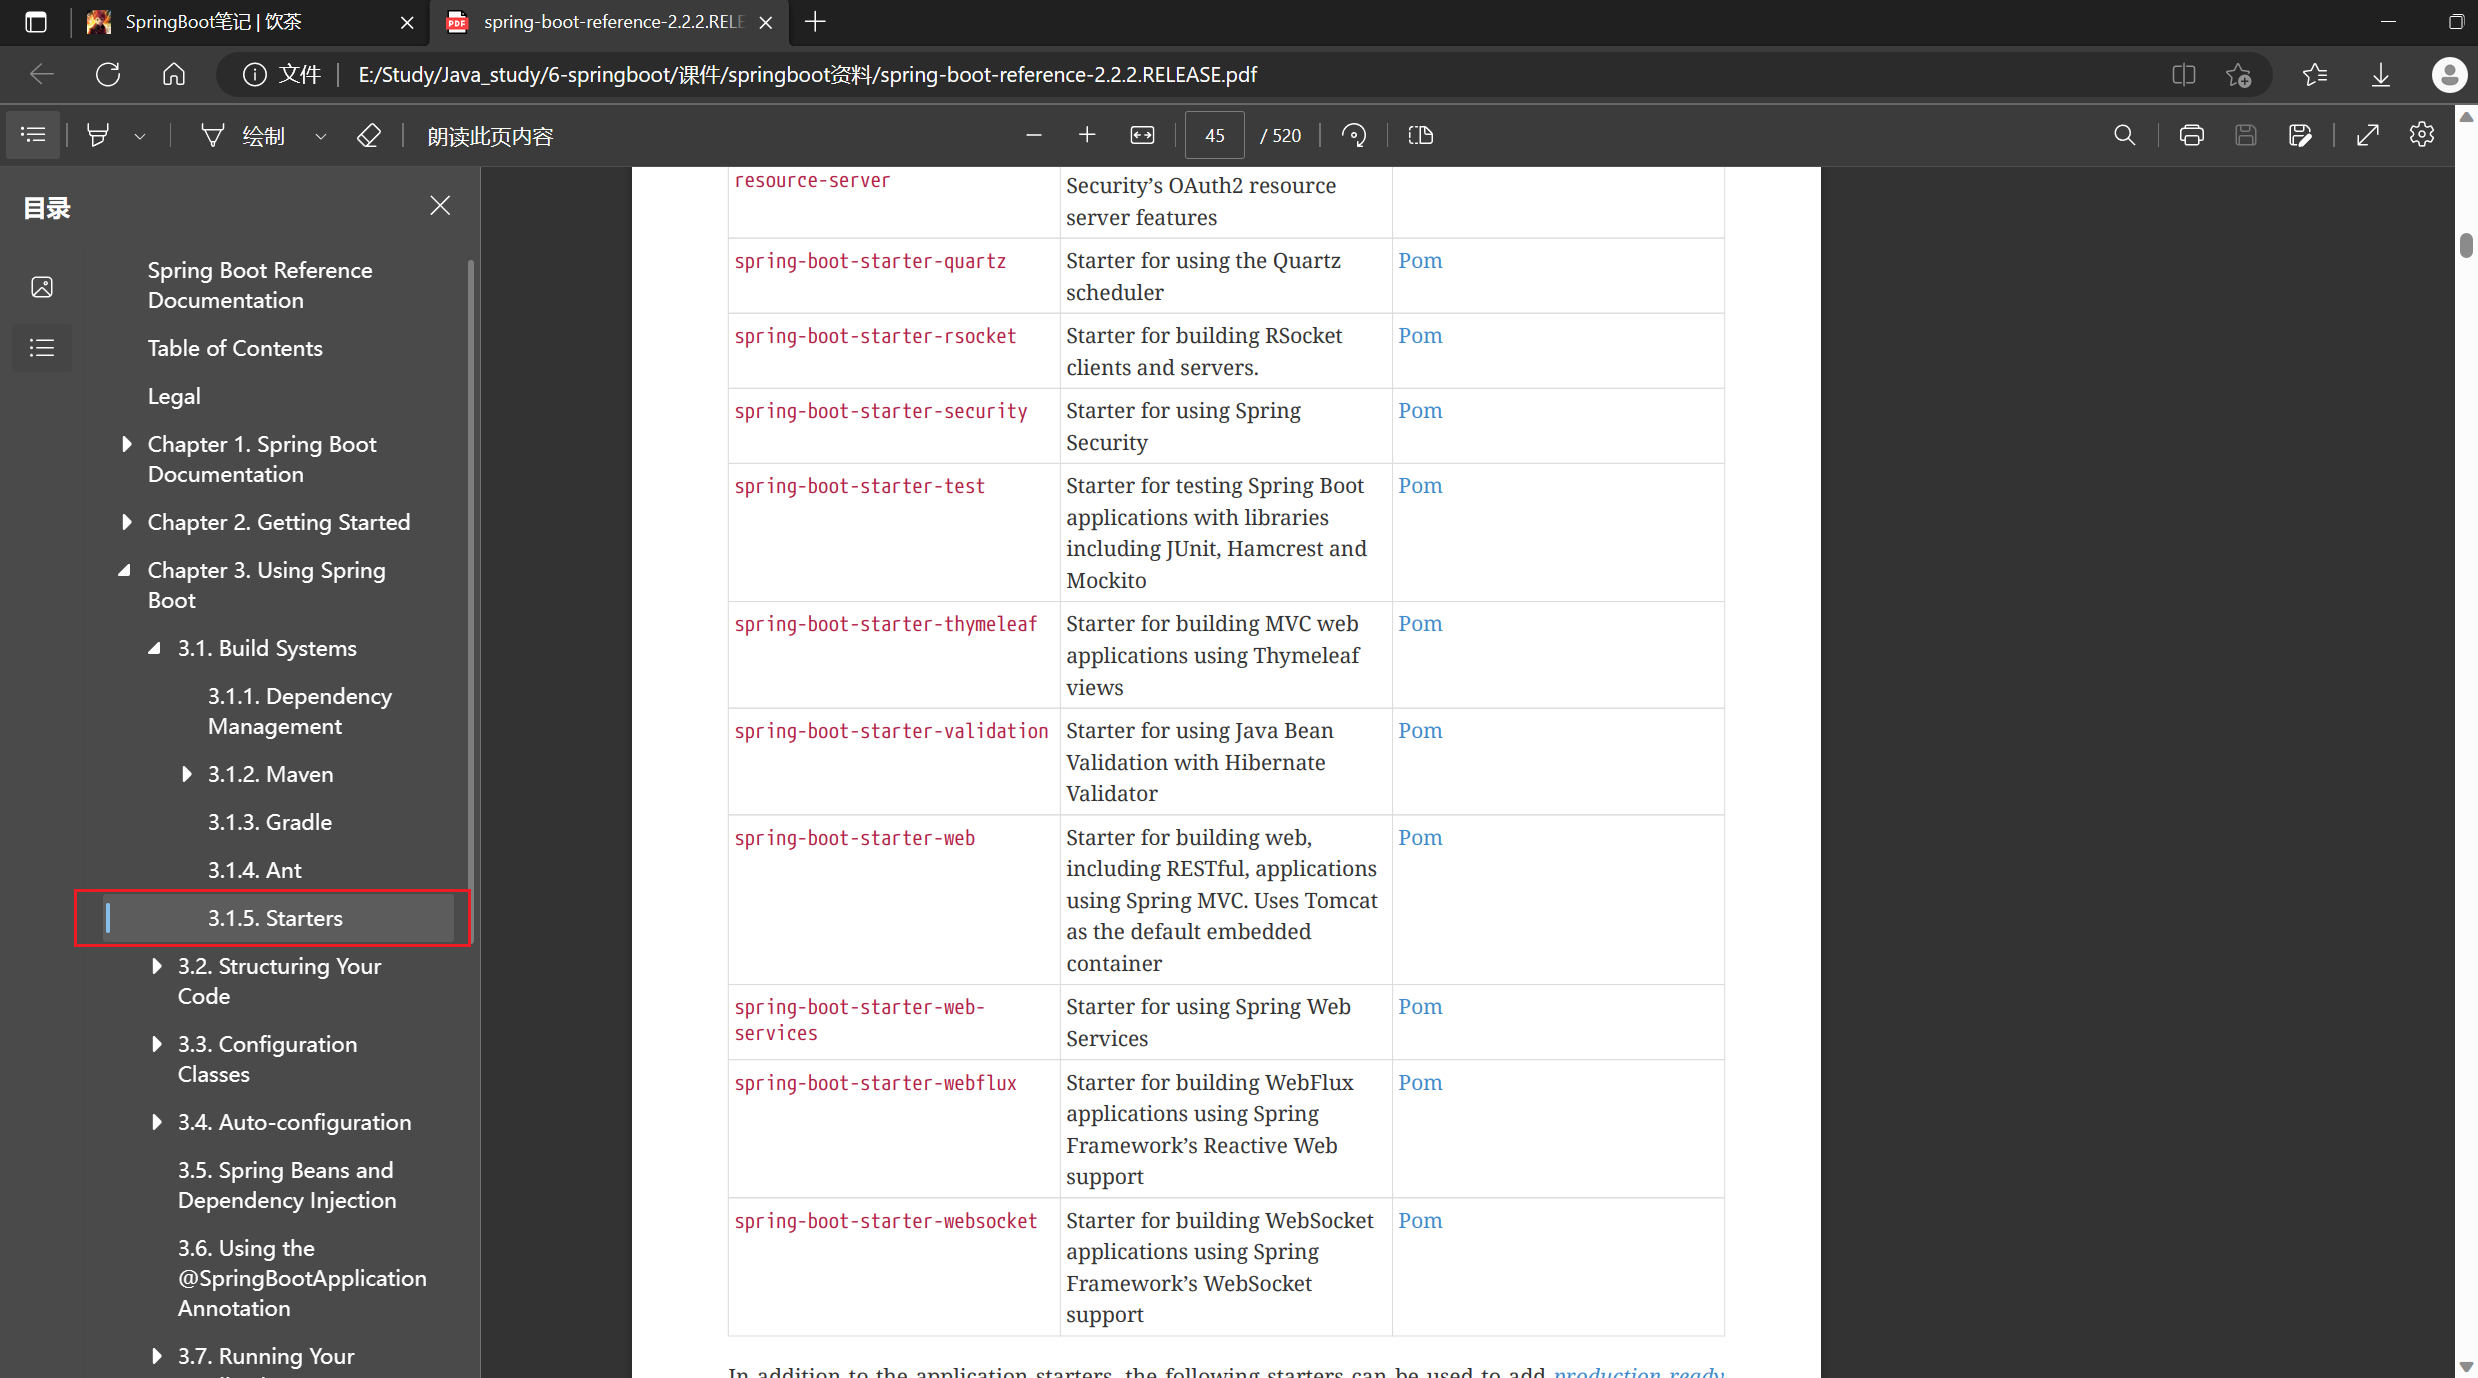 SpringBoot笔记 | 饮茶
spring-boot-reference-2.2.2.RELE
文件
E:/Study/Java_study/6-springboot/课件/springboot资料/spring-boot-reference-2.2.2.RELEASE.pdf
绘制
朗读此页内容
45
/ 520
目录
Spring Boot Reference
Documentation
Table of Contents
Legal
Chapter 1. Spring Boot
Documentation
Chapter 2. Getting Started
Chapter 3. Using Spring
Boot
3.1. Build Systems
3.1.1. Dependency
Management
3.1.2. Maven
3.1.3. Gradle
3.1.4. Ant
3.1.5. Starters
3.2. Structuring Your
Code
3.3. Configuration
Classes
3.4. Auto-configuration
3.5. Spring Beans and
Dependency Injection
3.6. Using the
@SpringBootApplication
Annotation
3.7. Running Your
resource-server
Security’s OAuth2 resource
server features
spring-boot-starter-quartz
Starter for using the Quartz
scheduler
Pom
spring-boot-starter-rsocket
Starter for building RSocket
clients and servers.
Pom
spring-boot-starter-security
Starter for using Spring
Security
Pom
spring-boot-starter-test
Starter for testing Spring Boot
applications with libraries
including JUnit, Hamcrest and
Mockito
Pom
spring-boot-starter-thymeleaf
Starter for building MVC web
applications using Thymeleaf
views
Pom
spring-boot-starter-validation
Starter for using Java Bean
Validation with Hibernate
Validator
Pom
spring-boot-starter-web
Starter for building web,
including RESTful, applications
using Spring MVC. Uses Tomcat
as the default embedded
container
Pom
spring-boot-starter-web-
services
Starter for using Spring Web
Services
Pom
spring-boot-starter-webflux
Starter for building WebFlux
applications using Spring
Framework’s Reactive Web
support
Pom
spring-boot-starter-websocket
Starter for building WebSocket
applications using Spring
Framework’s WebSocket
support
Pom
In addition to the application starters, the following starters can be used to add production ready